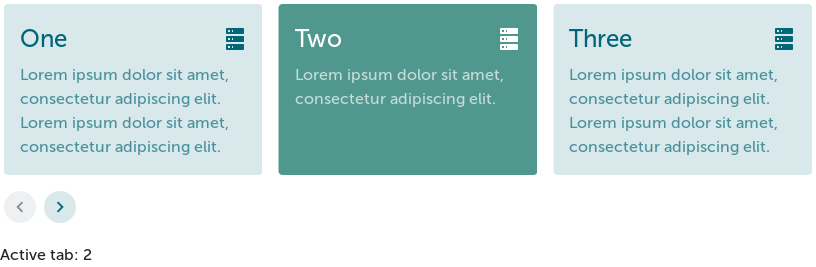 One
Lorem ipsum dolor sit amet,
consectetur adipiscing elit.
Lorem ipsum dolor sit amet,
consectetur adipiscing elit.
Two
Lorem ipsum dolor sit amet,
consectetur adipiscing elit.
Three
Lorem ipsum dolor sit amet,
consectetur adipiscing elit.
Lorem ipsum dolor sit amet,
consectetur adipiscing elit.
Active tab: 2